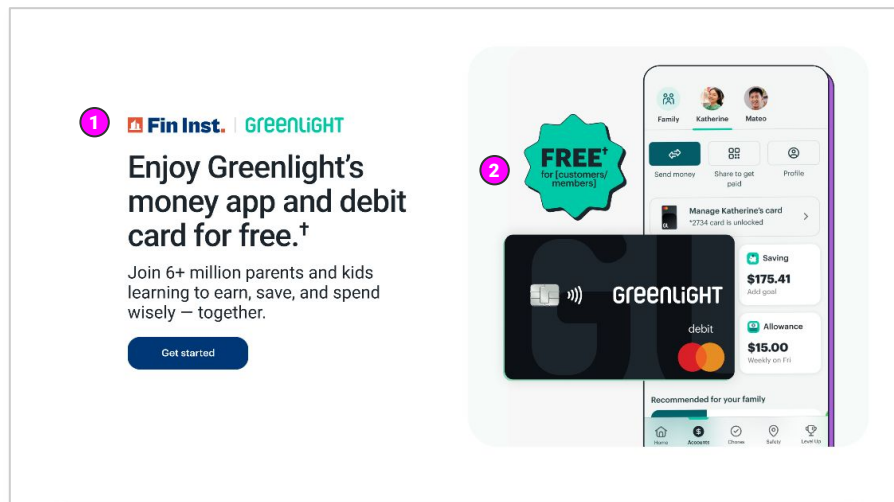 1
Fin Inst. | GREENLIGHT
Enjoy Greenlight’s
money app and debit
card for free.†
Join 6+ million parents and kids
learning to earn, save, and spend
wisely — together.
Get started
2
FREE†
for [customers/
members]
Family Katherine Mateo
Send money Share to get
paid Profile
Manage Katherine's card
*2734 card is unlocked
GL
GREENLIGHT
debit
Saving
$175.41
Add goal
Allowance
$15.00
Weekly on Fri
Recommended for your family
Home Accounts Chores Safety Level Up